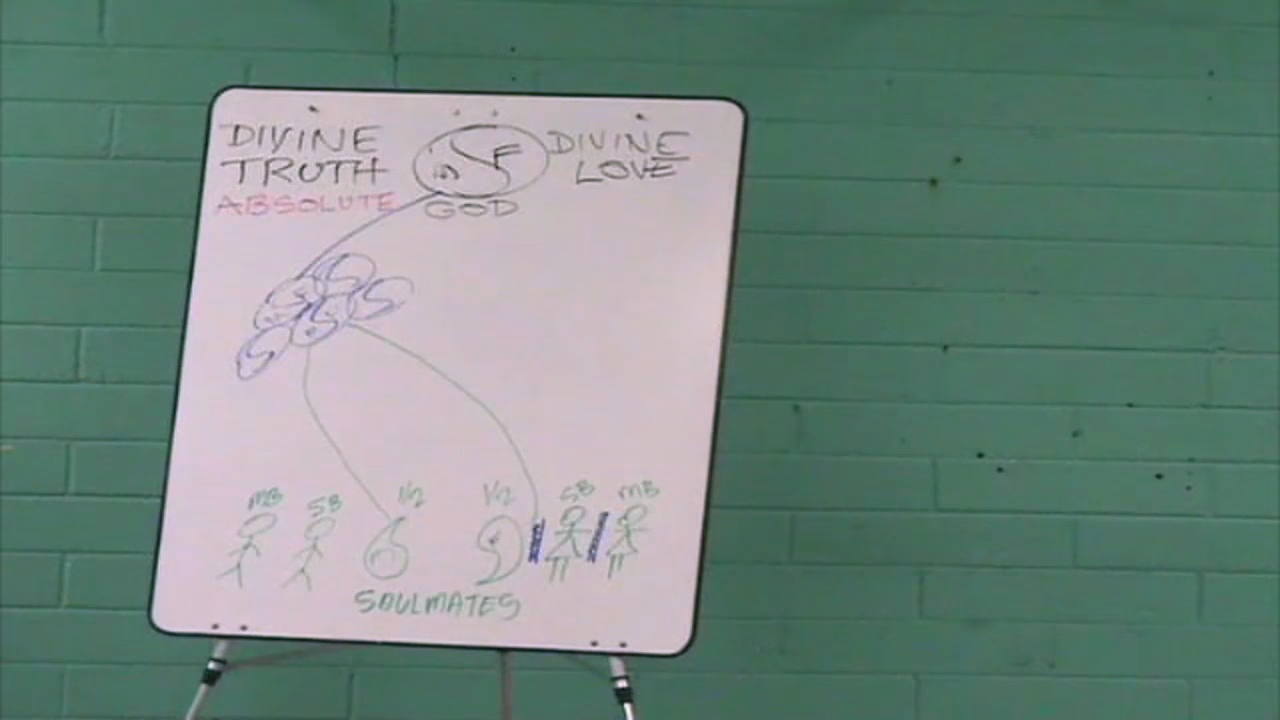 DIVINE
TRUTH
ABSOLUTE
GOD
DIVINE
LOVE
MB SB 1/2 1/2 SB MB
SOULMATES